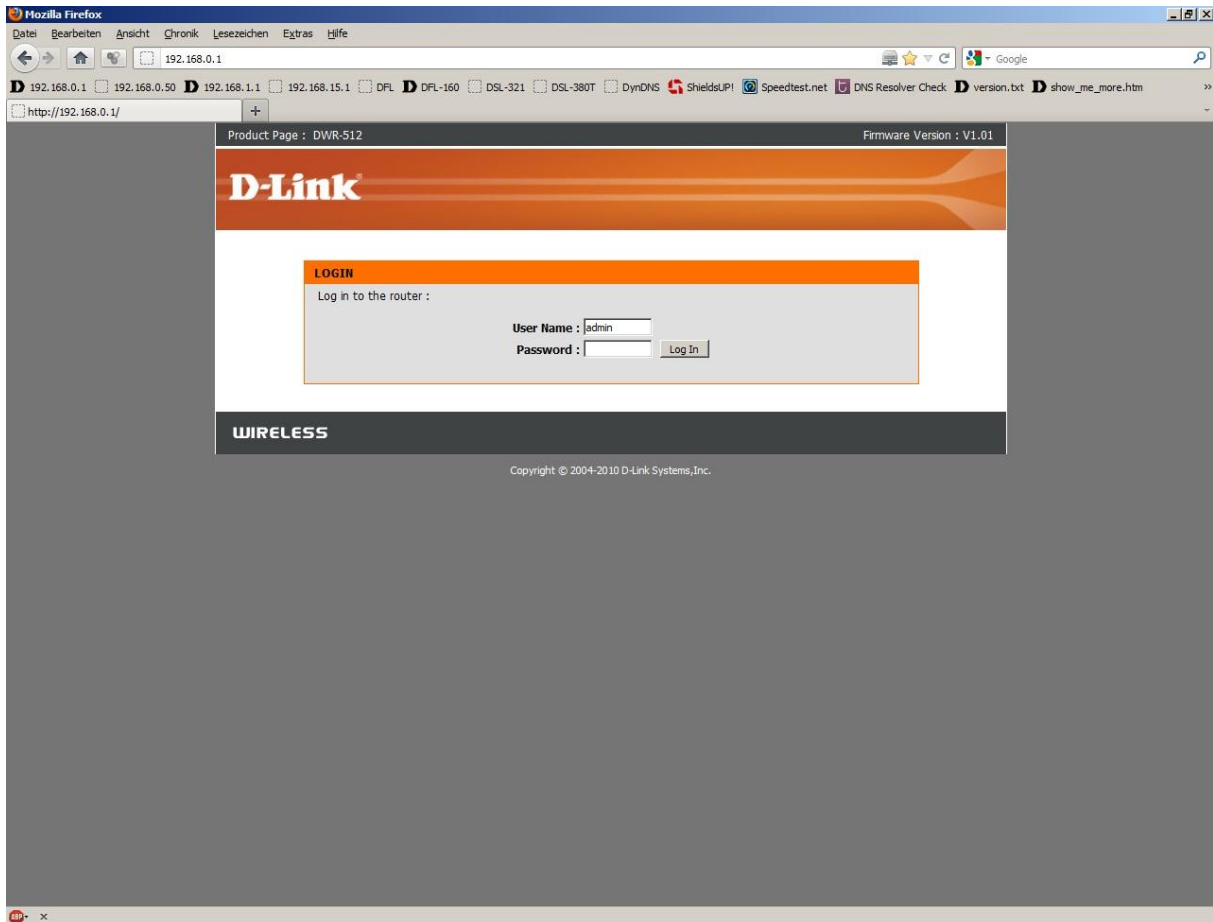 Mozilla Firefox
Datei Bearbeiten Ansicht Chronik Lesezeichen Extras Hilfe
192.168.0.1
Google
192.168.0.1 192.168.0.50 192.168.1.1 192.168.15.1 DFL DFL-160 DSL-321 DSL-380T DynDNS ShieldsUP! Speedtest.net DNS Resolver Check version.txt show_me_more.htm »
http://192.168.0.1/ +
Product Page : DWR-512 Firmware Version : V1.01
D-Link
LOGIN
Log in to the router :
User Name : admin
Password : Log In
WIRELESS
Copyright © 2004-2010 D-Link Systems,Inc.
ABP